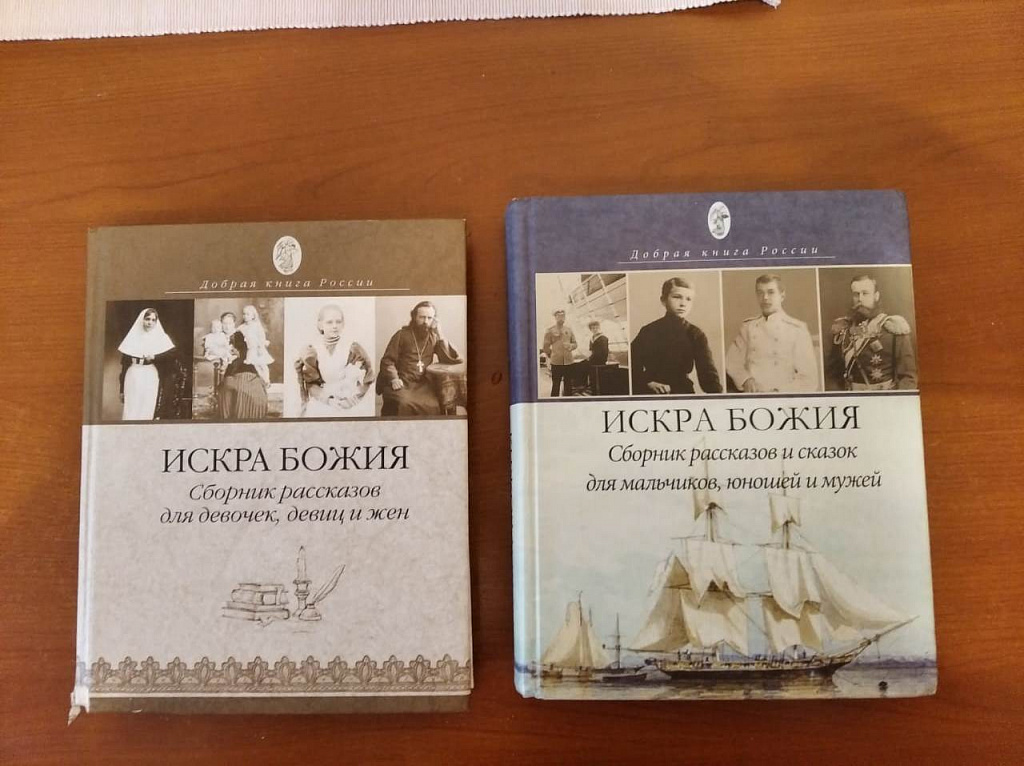 Добрая книга России
ИСКРА БОЖИЯ
Сборник рассказов
для девочек, девиц и жен
Добрая книга России
ИСКРА БОЖИЯ
Сборник рассказов и сказок
для мальчиков, юношей и мужей